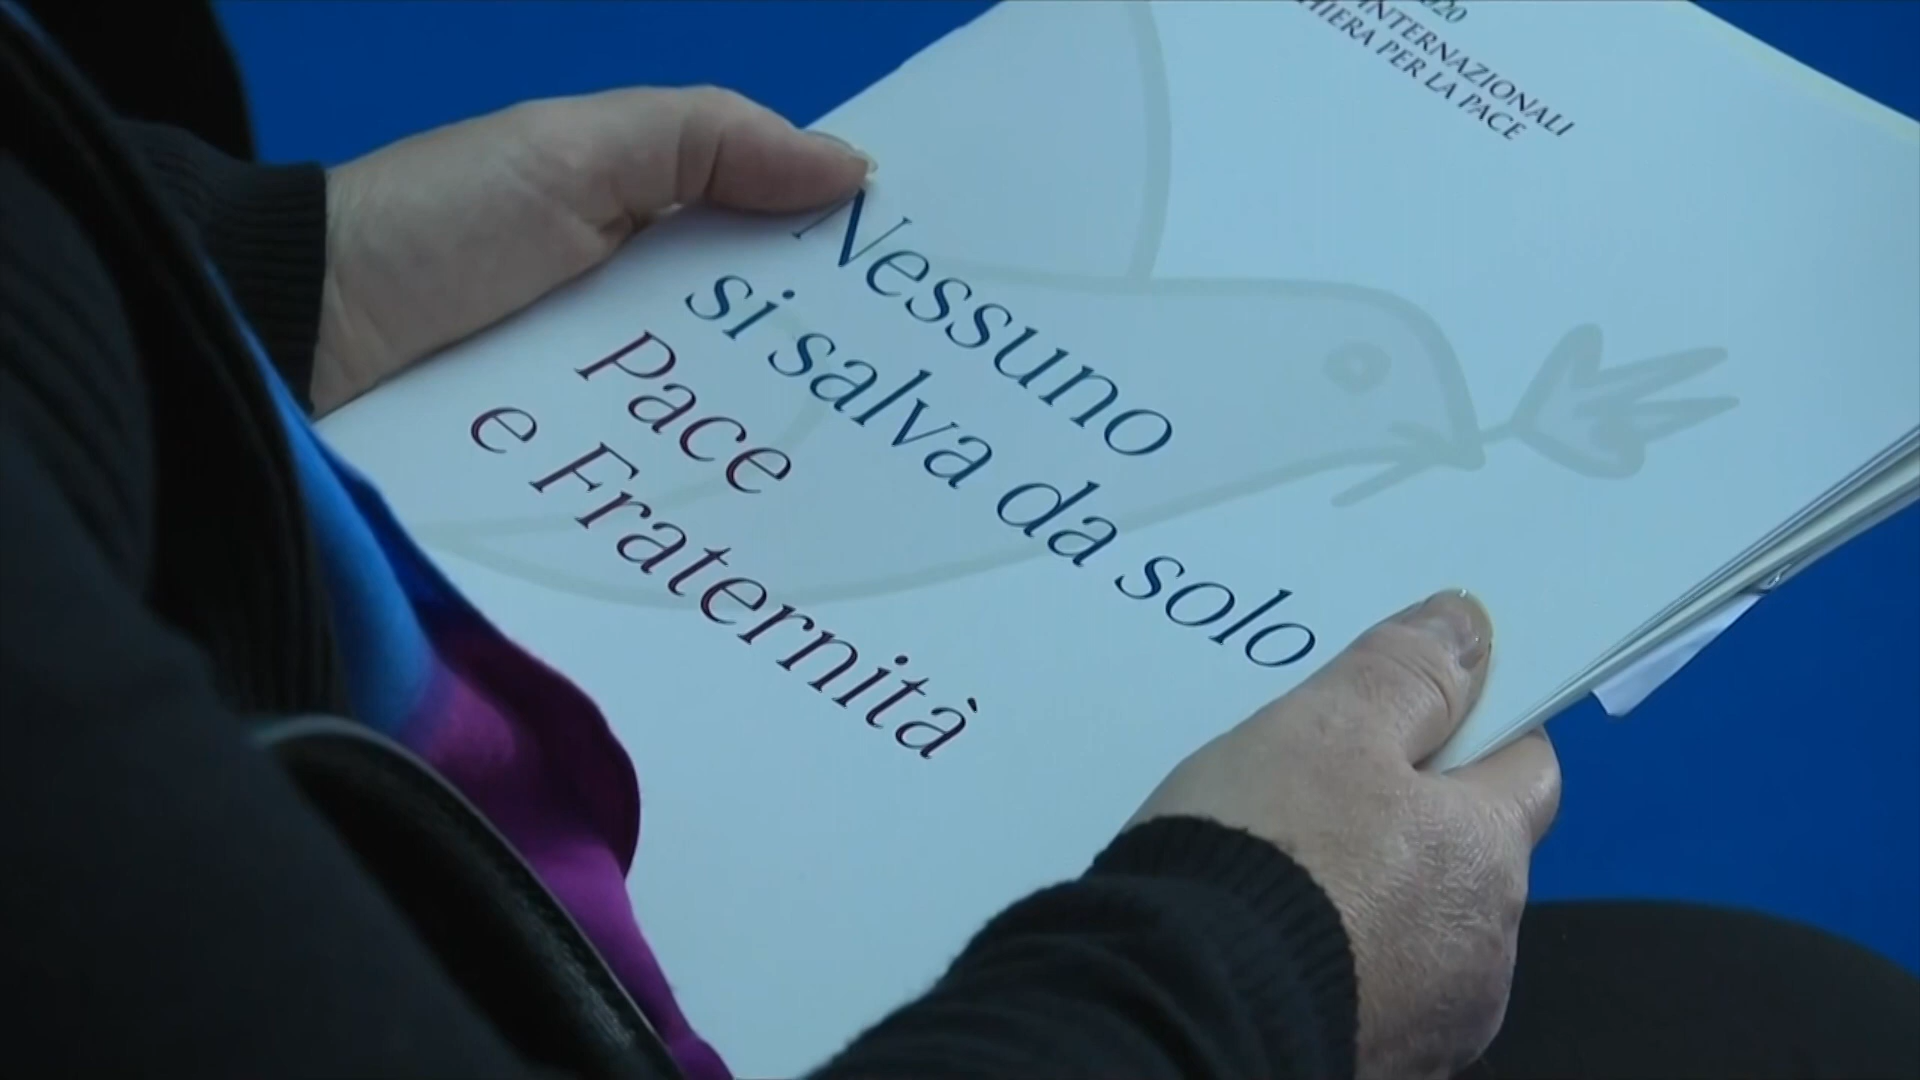 INTERNAZIONALI
PER LA PACE
Nessuno
si salva da solo
Pace
e Fraternità